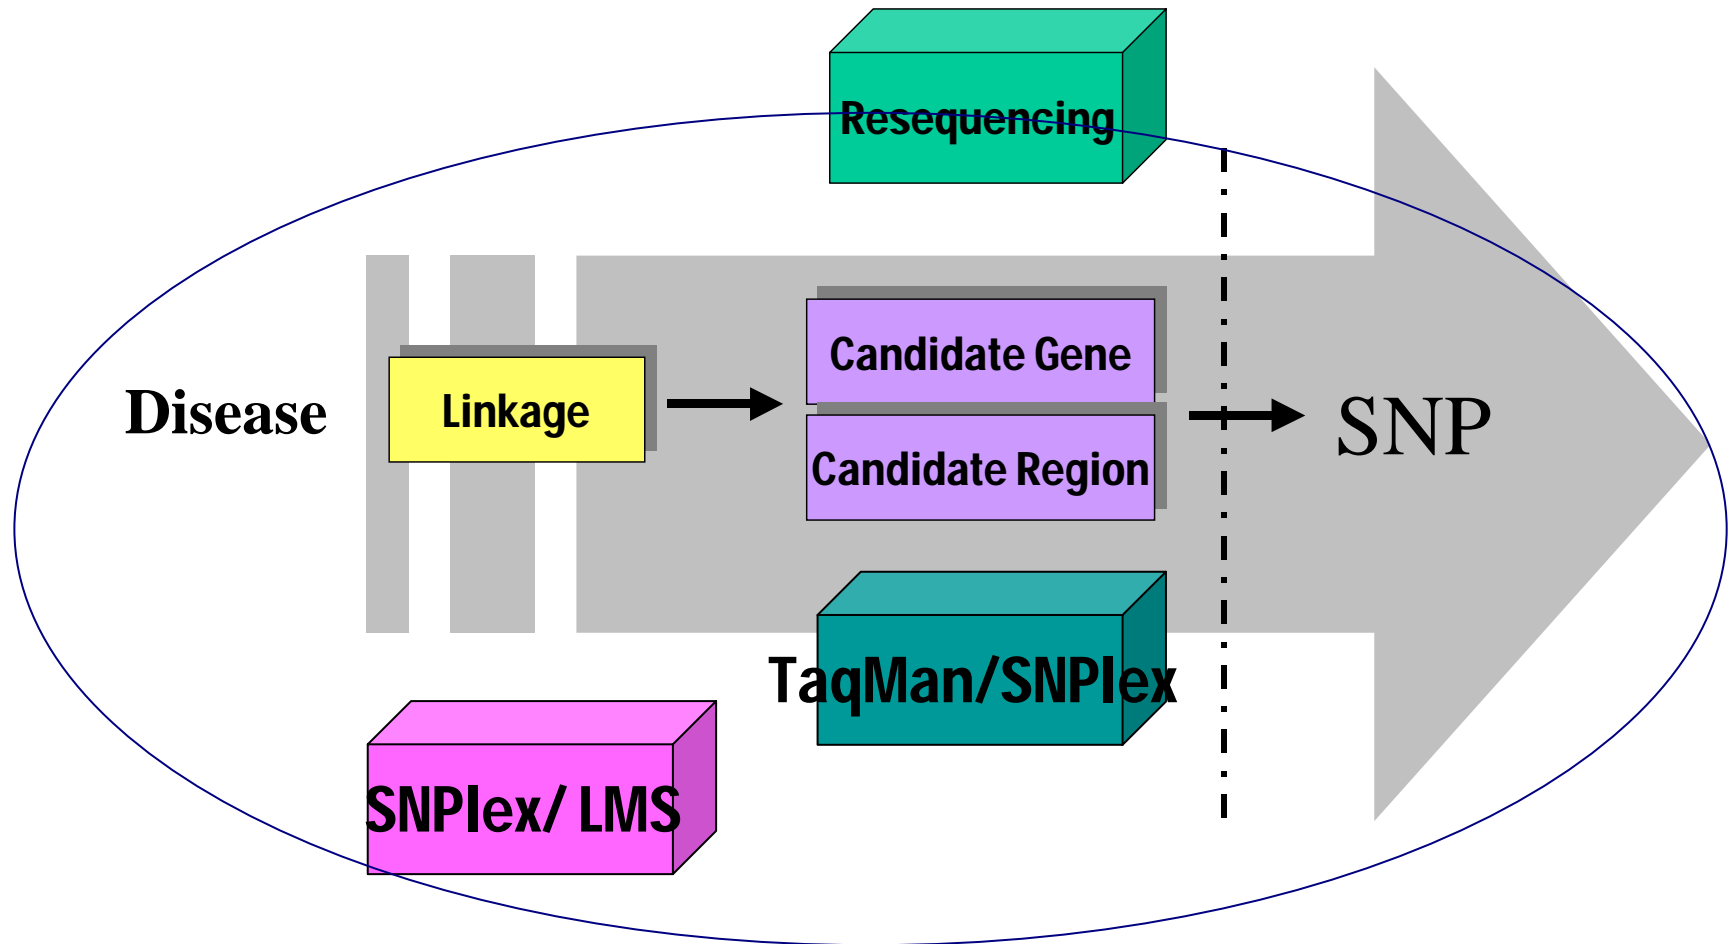 Resequencing
Candidate Gene
Disease
Linkage
SNP
Candidate Region
TaqMan/SNPlex
SNPlex/ LMS